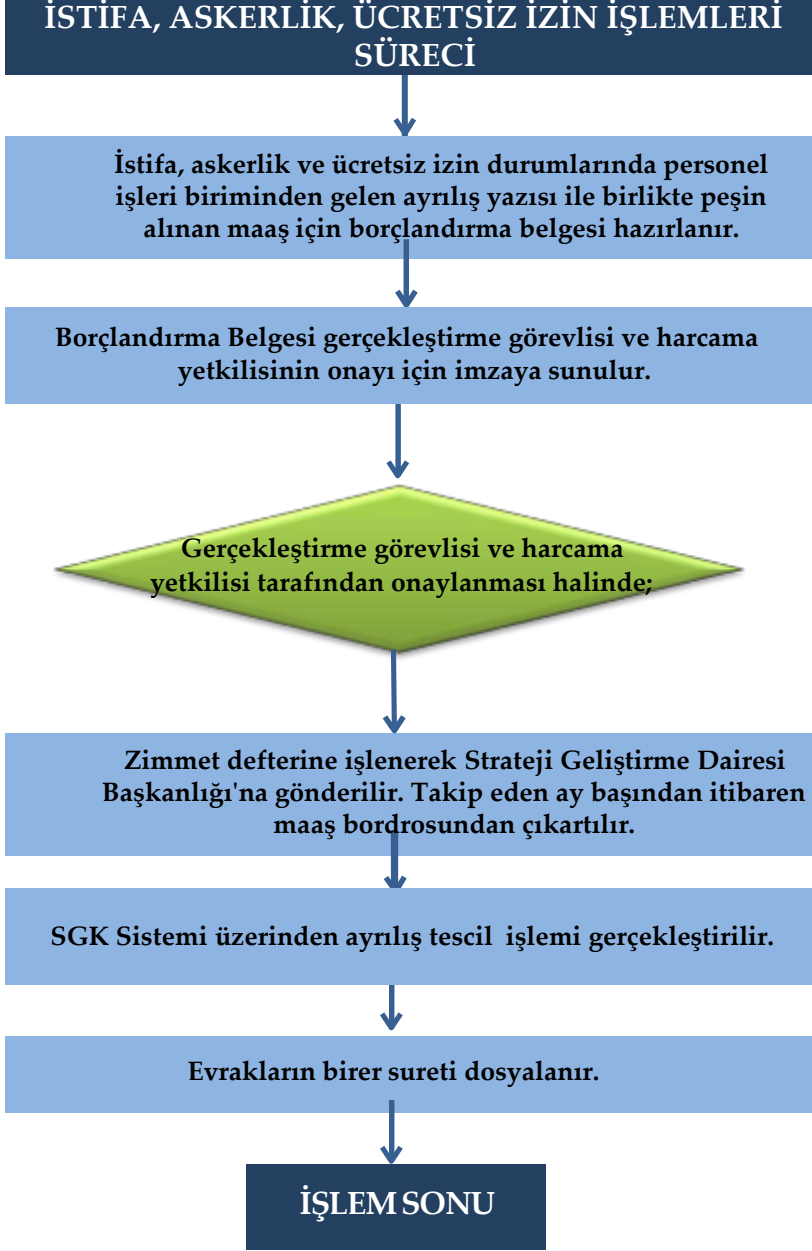 İSTİFA, ASKERLİK, ÜCRETSİZ İZİN İŞLEMLERİ
SÜRECİ
İstifa, askerlik ve ücretsiz izin durumlarında personel
işleri biriminden gelen ayrılış yazısı ile birlikte peşin
alınan maaş için borçlandırma belgesi hazırlanır.
Borçlandırma Belgesi gerçekleştirme görevlisi ve harcama
yetkilisinin onayı için imzaya sunulur.
Gerçekleştirme görevlisi ve harcama
yetkilisi tarafından onaylanması halinde;
Zimmet defterine işlenerek Strateji Geliştirme Dairesi
Başkanlığı'na gönderilir. Takip eden ay başından itibaren
maaş bordrosundan çıkartılır.
SGK Sistemi üzerinden ayrılış tescil işlemi gerçekleştirilir.
Evrakların birer sureti dosyalanır.
İŞLEM SONU